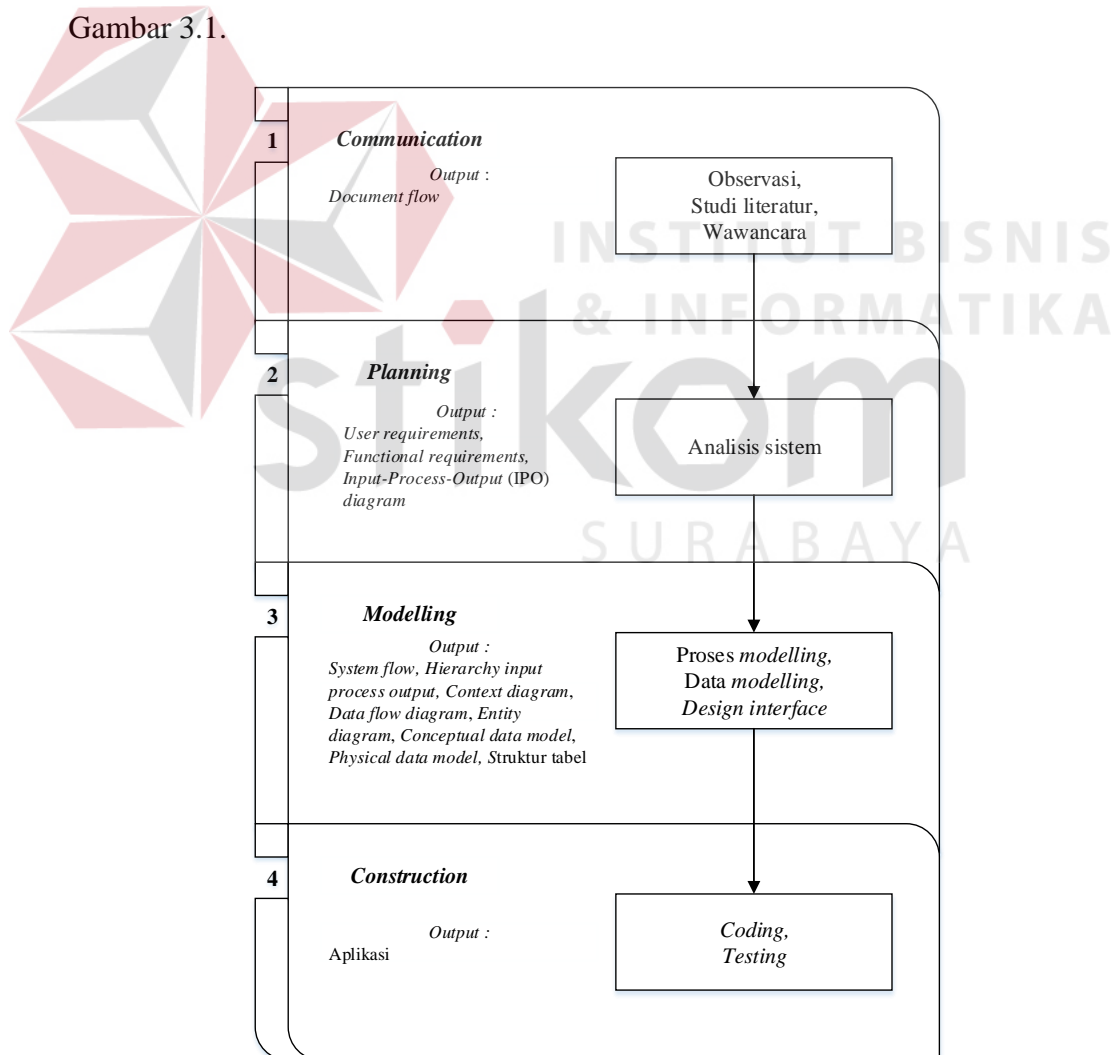 Gambar 3.1.
INSTITUT BISNIS
& INFORMATIKA
stikom
SURABAYA
1
Communication
Output :
Document flow
Observasi,
Studi literatur,
Wawancara
2
Planning
Output :
User requirements,
Functional requirements,
Input-Process-Output (IPO)
diagram
Analisis sistem
3
Modelling
Output :
System flow, Hierarchy input
process output, Context diagram,
Data flow diagram, Entity
diagram, Conceptual data model,
Physical data model, Struktur tabel
Proses modelling,
Data modelling,
Design interface
4
Construction
Output :
Aplikasi
Coding,
Testing